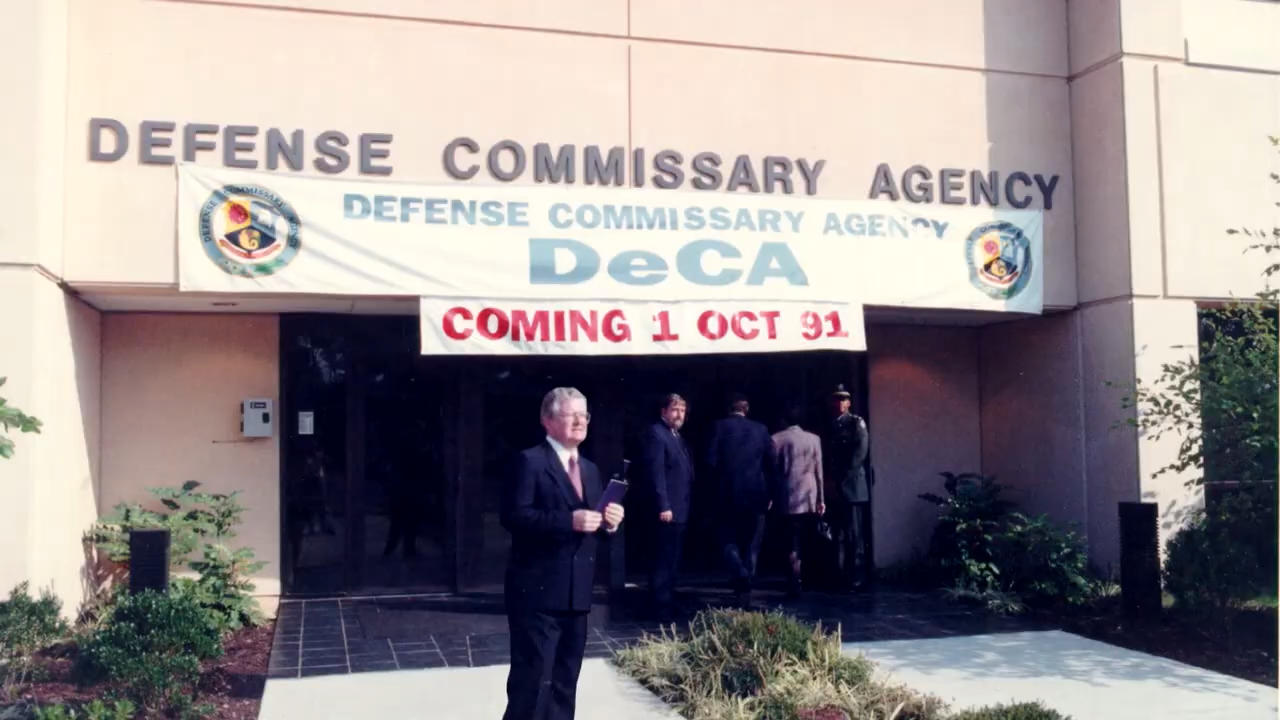 DEFENSE COMMISSARY AGENCY
DEFENSE COMMISSARY AGENCY
DeCA
COMING 1 OCT 91